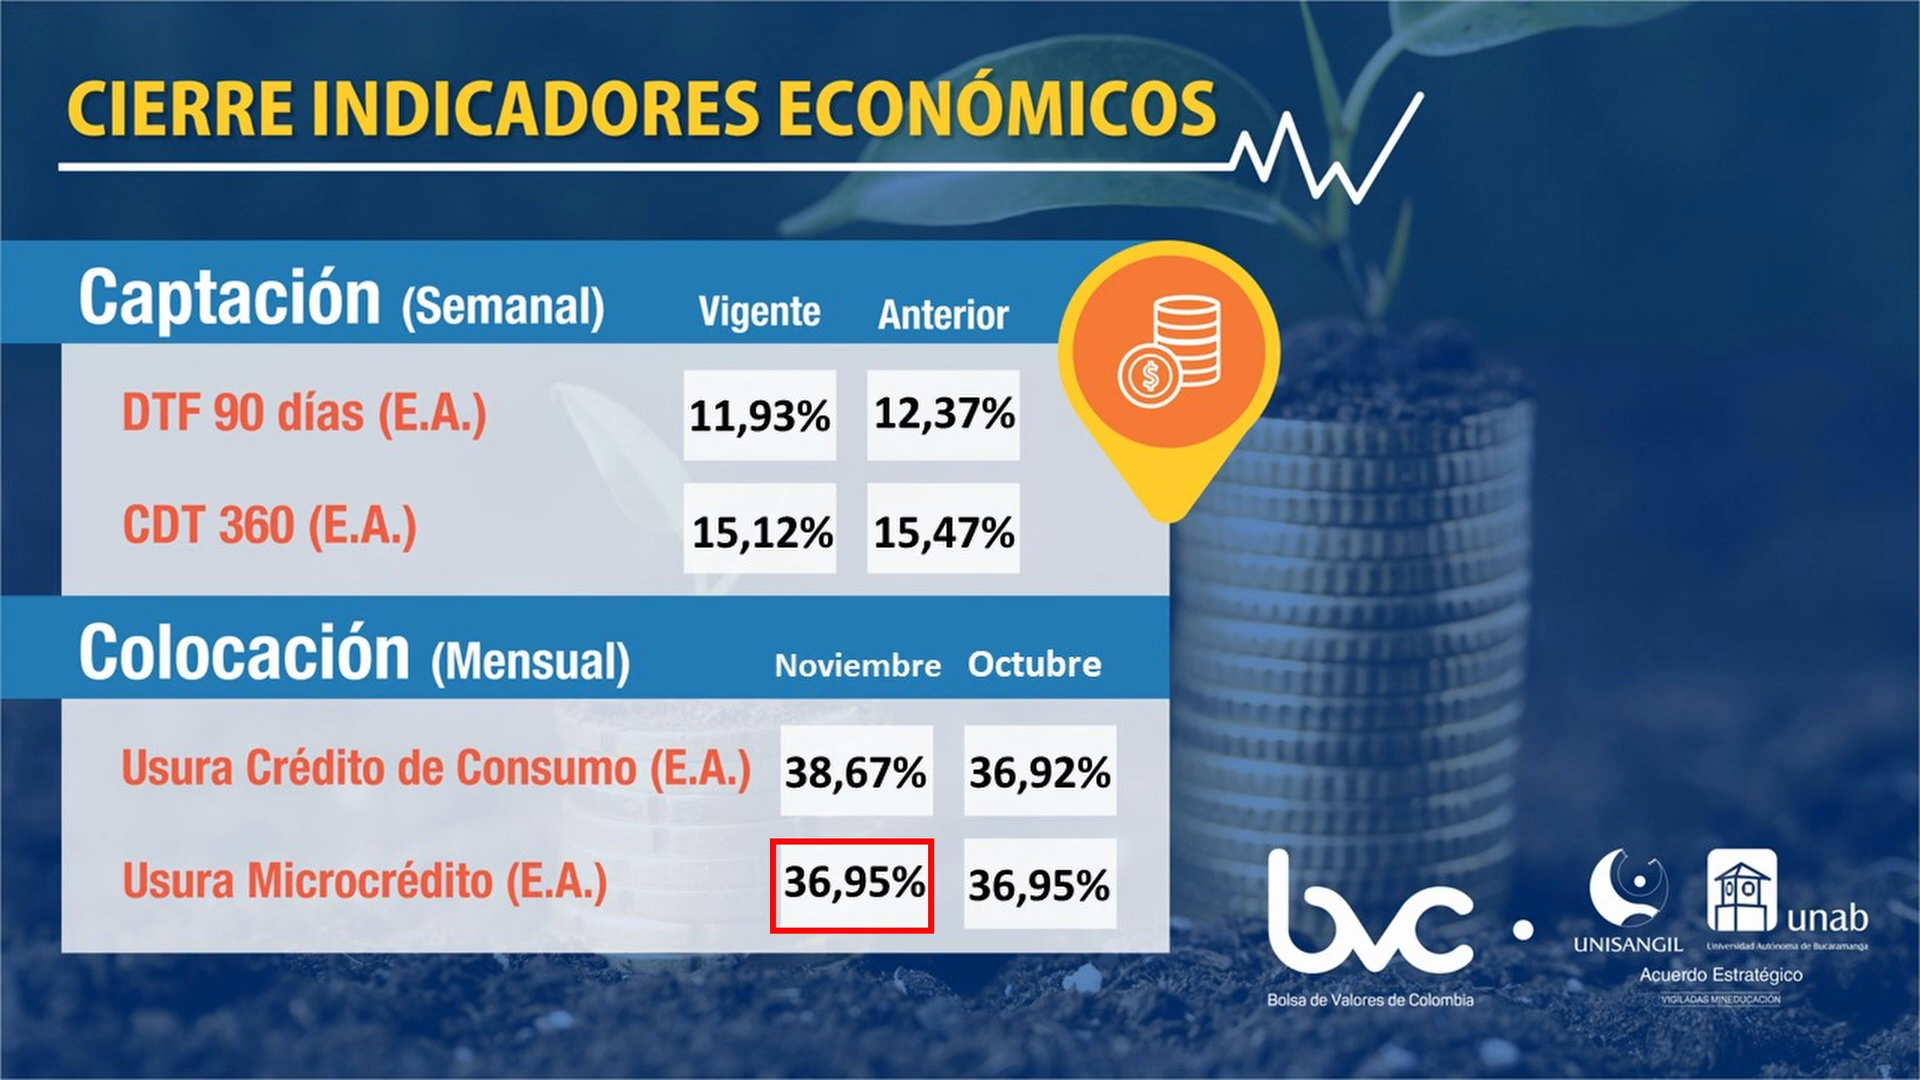 CIERRE INDICADORES ECONÓMICOS
Captación (Semanal) Vigente Anterior
DTF 90 días (E.A.) 11,93% 12,37%
CDT 360 (E.A.) 15,12% 15,47%
Colocación (Mensual) Noviembre Octubre
Usura Crédito de Consumo (E.A.) 38,67% 36,92%
Usura Microcrédito (E.A.) 36,95% 36,95%
$
bvc
Bolsa de Valores de Colombia
UNISANGIL
unab
Universidad Autónoma de Bucaramanga
Acuerdo Estratégico
VIGILADAS MINEDUCACIÓN